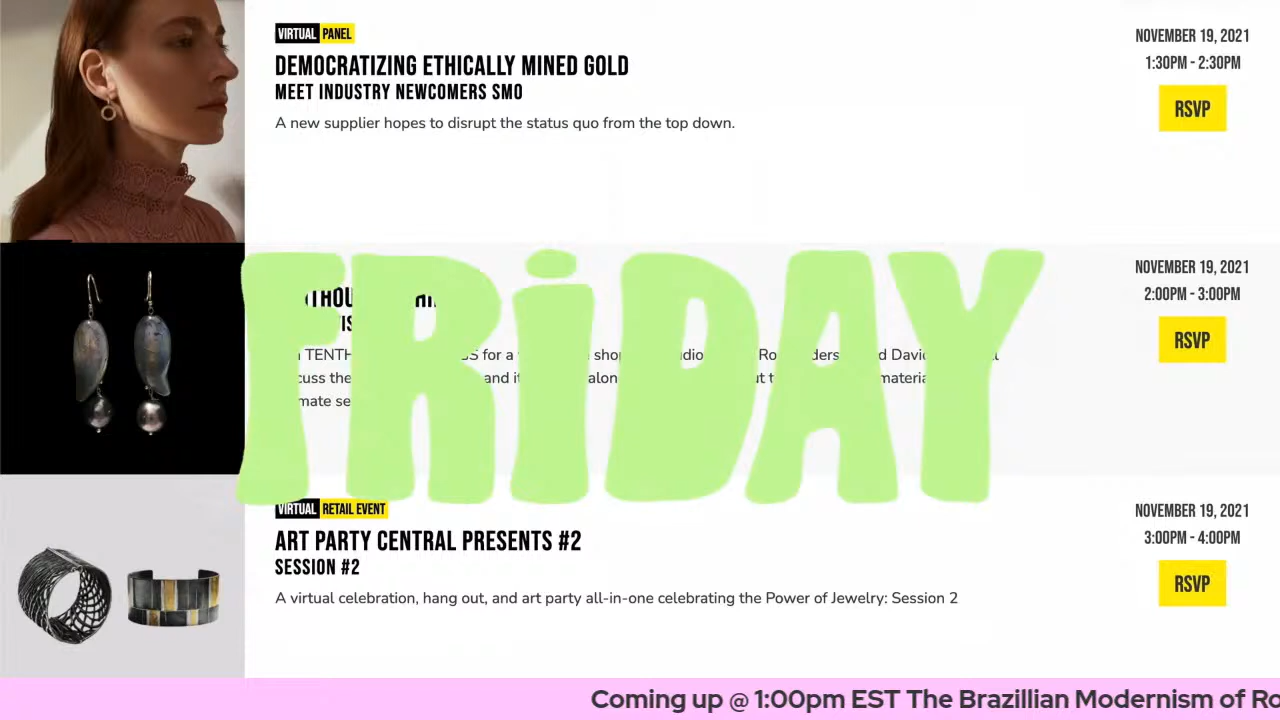 VIRTUAL PANEL
DEMOCRATIZING ETHICALLY MINED GOLD
MEET INDUSTRY NEWCOMERS SMO
A new supplier hopes to disrupt the status quo from the top down.
NOVEMBER 19, 2021
1:30PM - 2:30PM
RSVP
FRiDAY
for a
and
NOVEMBER 19, 2021
2:00PM - 3:00PM
RSVP
VIRTUAL RETAIL EVENT
ART PARTY CENTRAL PRESENTS #2
SESSION #2
A virtual celebration, hang out, and art party all-in-one celebrating the Power of Jewelry: Session 2
NOVEMBER 19, 2021
3:00PM - 4:00PM
RSVP
Coming up @ 1:00pm EST The Brazillian Modernism of